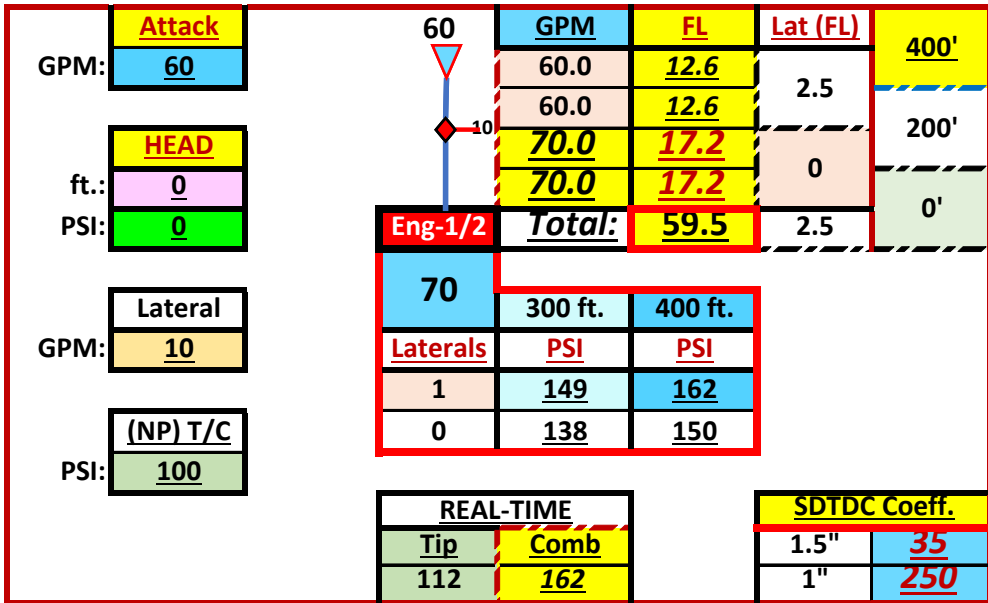 Attack
GPM: 60
HEAD
ft.: 0
PSI: 0
Lateral
GPM: 10
(NP) T/C
PSI: 100
60
10
Eng-1/2
70
GPM FL Lat (FL)
60.0 12.6 2.5
60.0 12.6
70.0 17.2 0
70.0 17.2
Total: 59.5 2.5
400'
200'
0'
300 ft. 400 ft.
Laterals PSI PSI
1 149 162
0 138 150
REAL-TIME
Tip Comb
112 162
SDTDC Coeff.
1.5" 35
1" 250